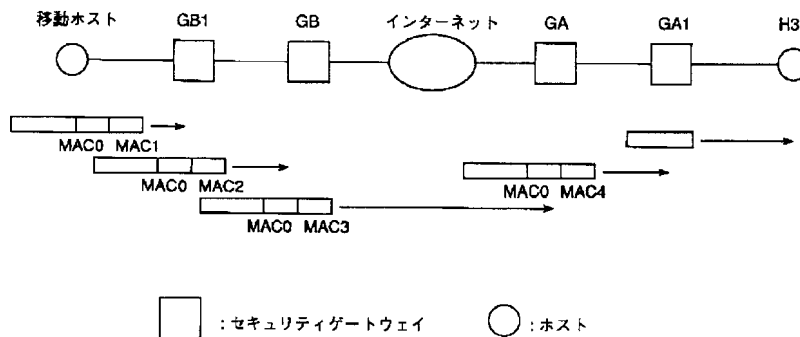 移動ホスト GB1 GB インターネット GA GA1 H3
MAC0 MAC1
MAC0 MAC2
MAC0 MAC3
MAC0 MAC4
:セキュリティゲートウェイ
:ホスト